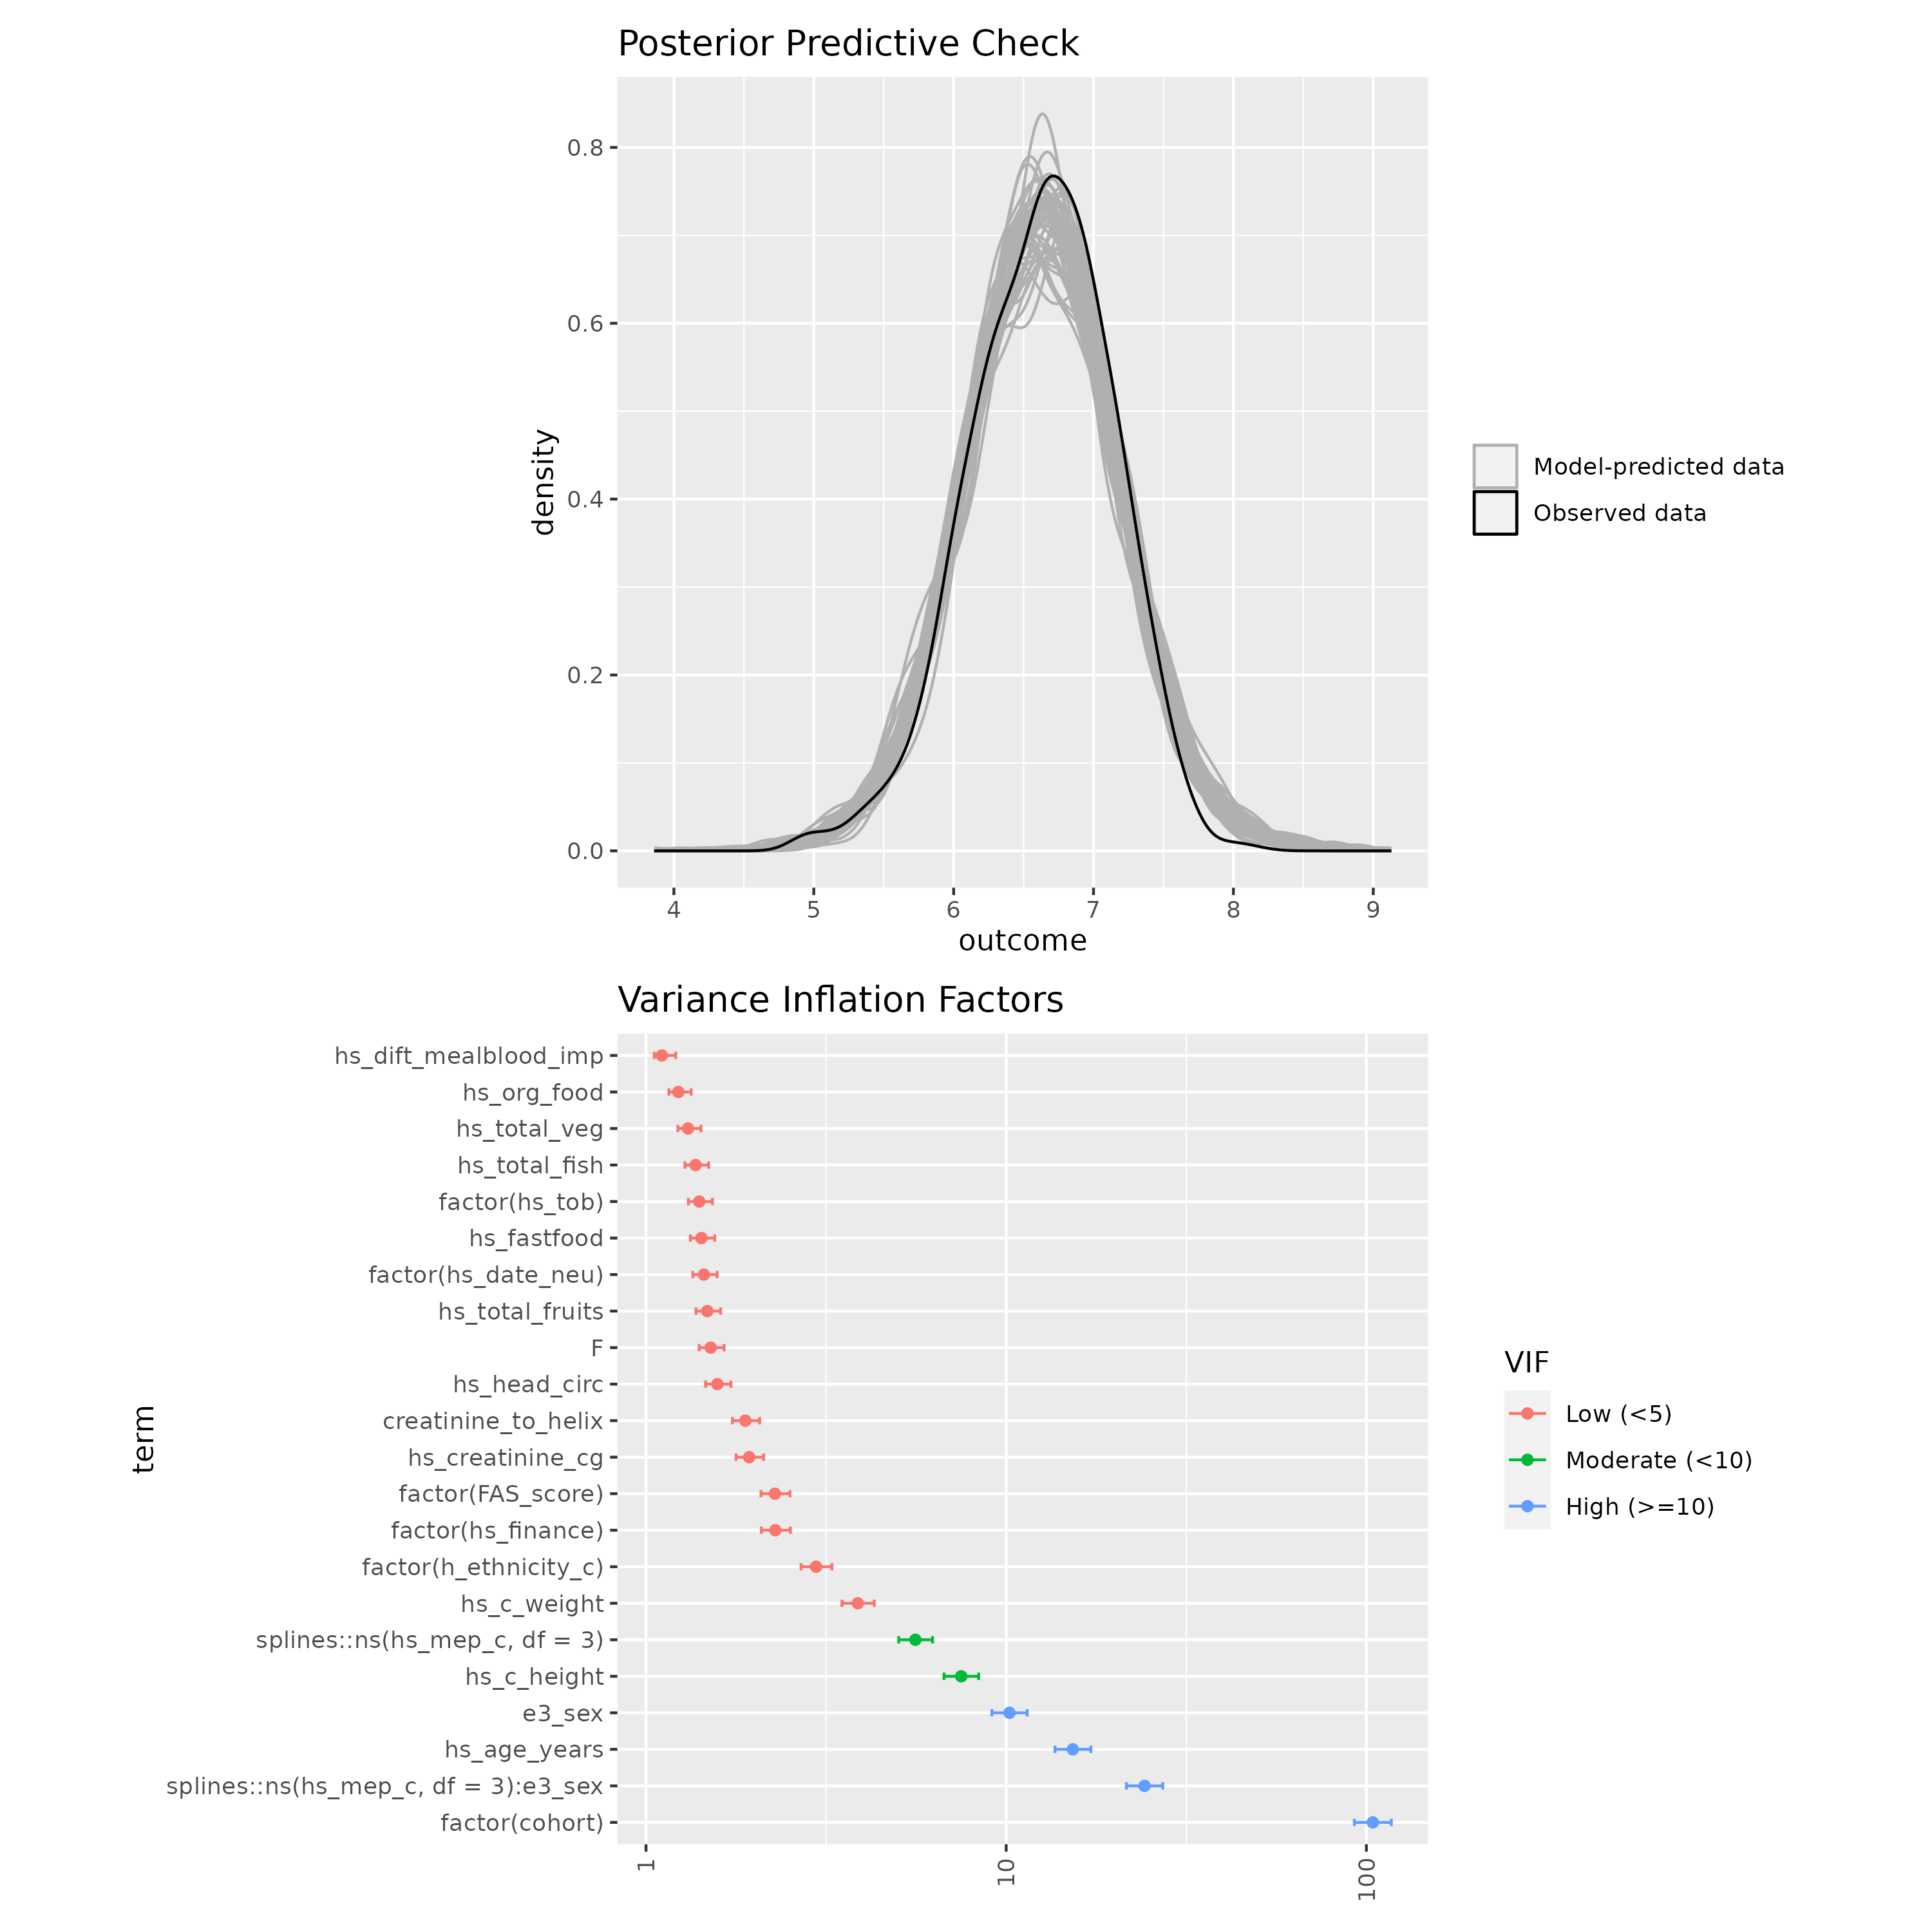 Posterior Predictive Check
0.8
0.6
0.4
0.2
0.0
density
4 5 6 7 8 9
outcome
Model-predicted data
Observed data
Variance Inflation Factors
hs_dift_mealblood_imp
hs_org_food
hs_total_veg
hs_total_fish
factor(hs_tob)
hs_fastfood
factor(hs_date_neu)
hs_total_fruits
F
hs_head_circ
creatinine_to_helix
hs_creatinine_cg
factor(FAS_score)
factor(hs_finance)
factor(h_ethnicity_c)
hs_c_weight
splines::ns(hs_mep_c, df = 3)
hs_c_height
e3_sex
hs_age_years
splines::ns(hs_mep_c, df = 3):e3_sex
factor(cohort)
term
1 10 100
VIF
Low (<5)
Moderate (<10)
High (>=10)